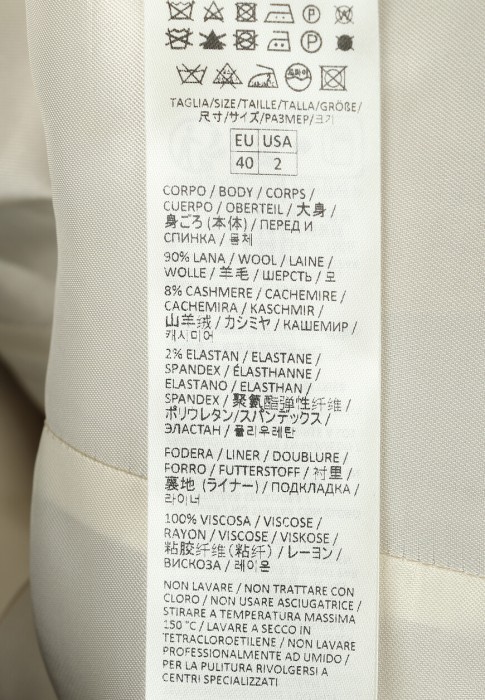 TAGLIA/SIZE/TAILLE/TALLA/GRÖßE/
尺寸/サイズ/РАЗМЕР/크기
EU USA
40 2
CORPO / BODY / CORPS /
CUERPO / OBERTEIL / 大身 /
身ごろ (本体) / ПЕРЕД И
СПИНКА / 몸체
90% LANA / WOOL / LAINE /
WOLLE / 羊毛 / ШЕРСТЬ / 모
8% CASHMERE / CACHEMIRE /
CACHEMIRA / KASCHMIR /
山羊绒 / カシミヤ / КАШЕМИР /
캐시미어
2% ELASTAN / ELASTANE /
SPANDEX / ÉLASTHANNE /
ELASTANO / ELASTHAN /
SPANDEX / 聚氨酯弹性纤维 /
ポリウレタン/スパンデックス /
ЭЛАСТАН / 폴리우레탄
FODERA / LINER / DOUBLURE /
FORRO / FUTTERSTOFF / 衬里 /
裏地 (ライナー) / ПОДКЛАДКА /
라이너
100% VISCOSA / VISCOSE /
RAYON / VISCOSE / VISKOSE /
粘胶纤维(粘纤) / レーヨン /
ВИСКОЗА / 레이온
NON LAVARE / NON TRATTARE CON
CLORO / NON USARE ASCIUGATRICE /
STIRARE A TEMPERATURA MASSIMA
150 °C / LAVARE A SECCO IN
TETRACLOROETILENE / NON LAVARE
PROFESSIONALMENTE AD UMIDO /
PER LA PULITURA RIVOLGERSI A
CENTRI SPECIALIZZATI